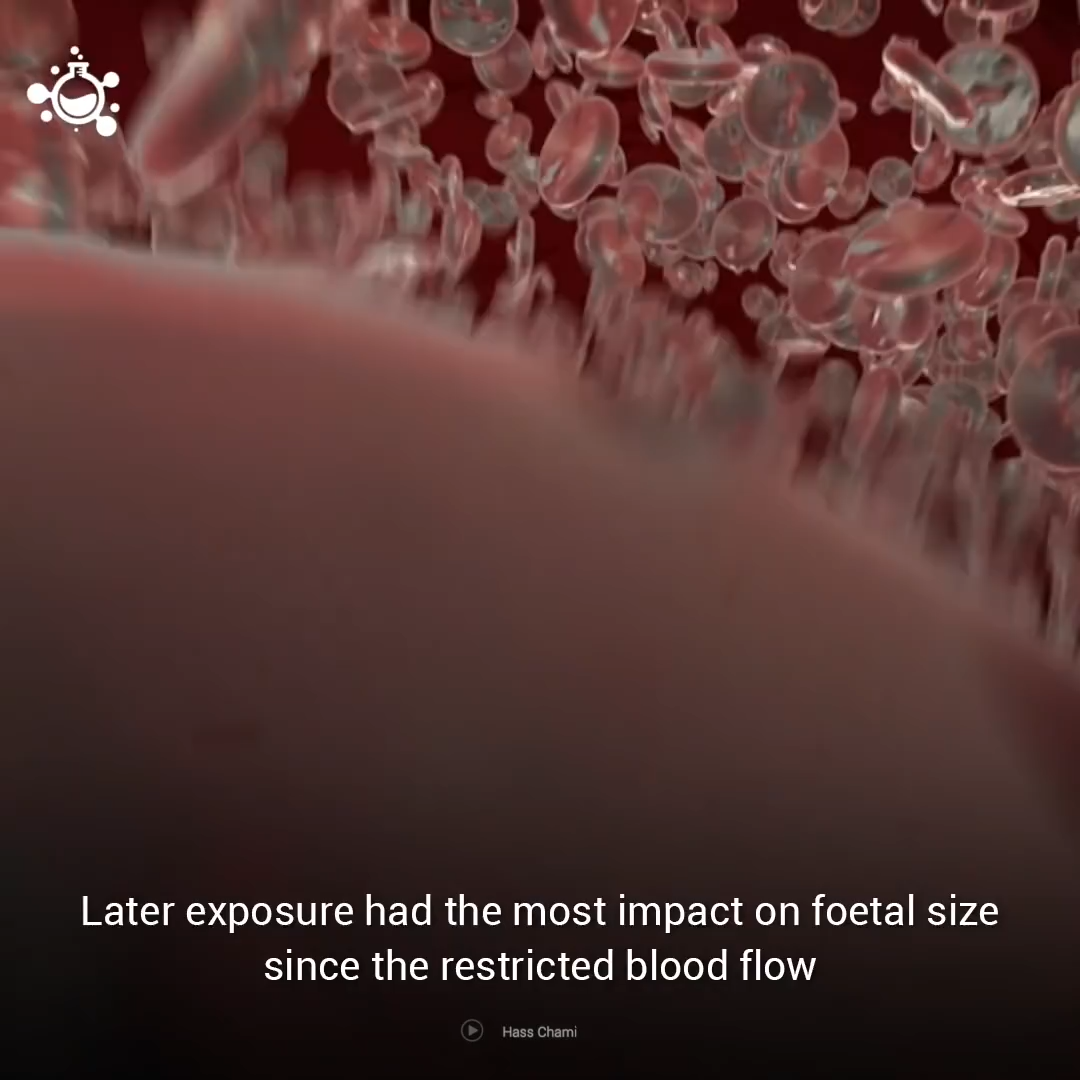 Later exposure had the most impact on foetal size
since the restricted blood flow
Hass Chami